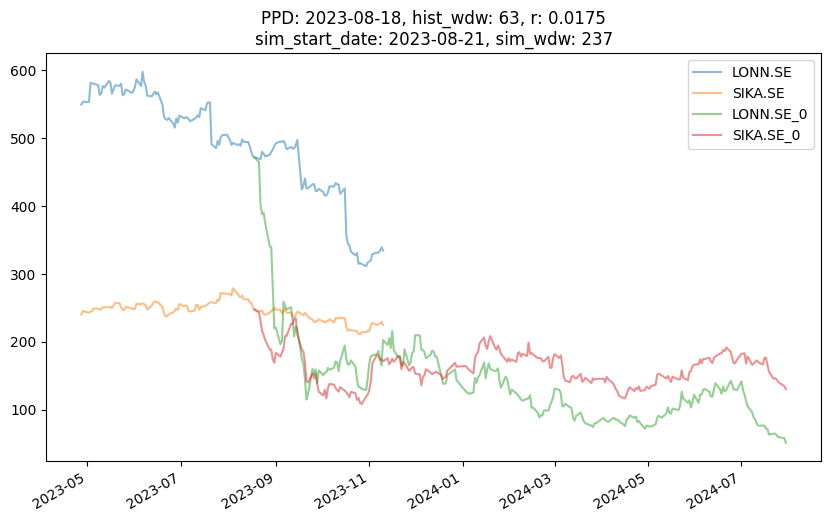 PPD: 2023-08-18, hist_wdw: 63, r: 0.0175
sim_start_date: 2023-08-21, sim_wdw: 237
LONN.SE
SIKA.SE
LONN.SE_0
SIKA.SE_0
600
500
400
300
200
100
2023-05
2023-07
2023-09
2023-11
2024-01
2024-03
2024-05
2024-07